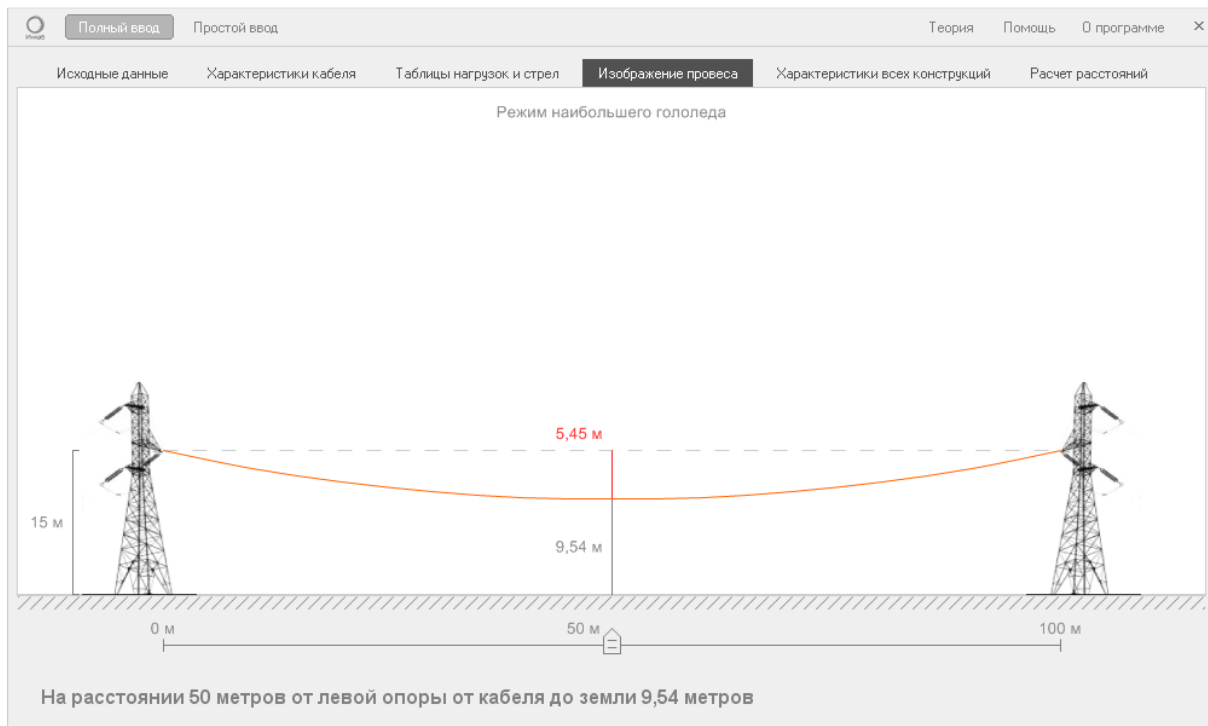 Полный ввод Простой ввод Теория Помощь О программе ×
Исходные данные Характеристики кабеля Таблицы нагрузок и стрел Изображение провеса Характеристики всех конструкций Расчет расстояний
Режим наибольшего гололеда
5,45 м
15 м
9,54 м
0 м 50 м 100 м
На расстоянии 50 метров от левой опоры от кабеля до земли 9,54 метров